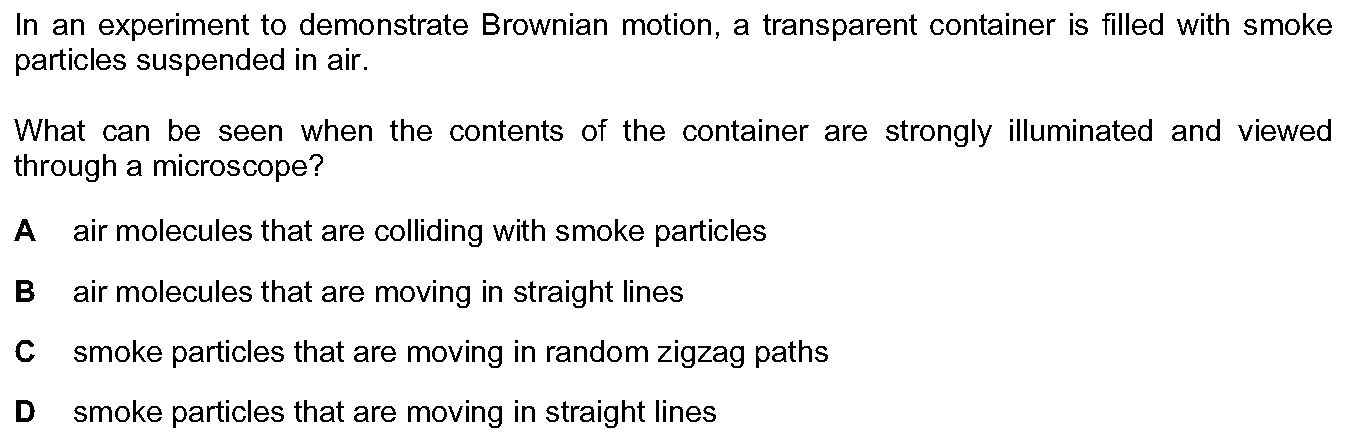 In an experiment to demonstrate Brownian motion, a transparent container is filled with smoke
particles suspended in air.
What can be seen when the contents of the container are strongly illuminated and viewed
through a microscope?
A air molecules that are colliding with smoke particles
B air molecules that are moving in straight lines
C smoke particles that are moving in random zigzag paths
D smoke particles that are moving in straight lines